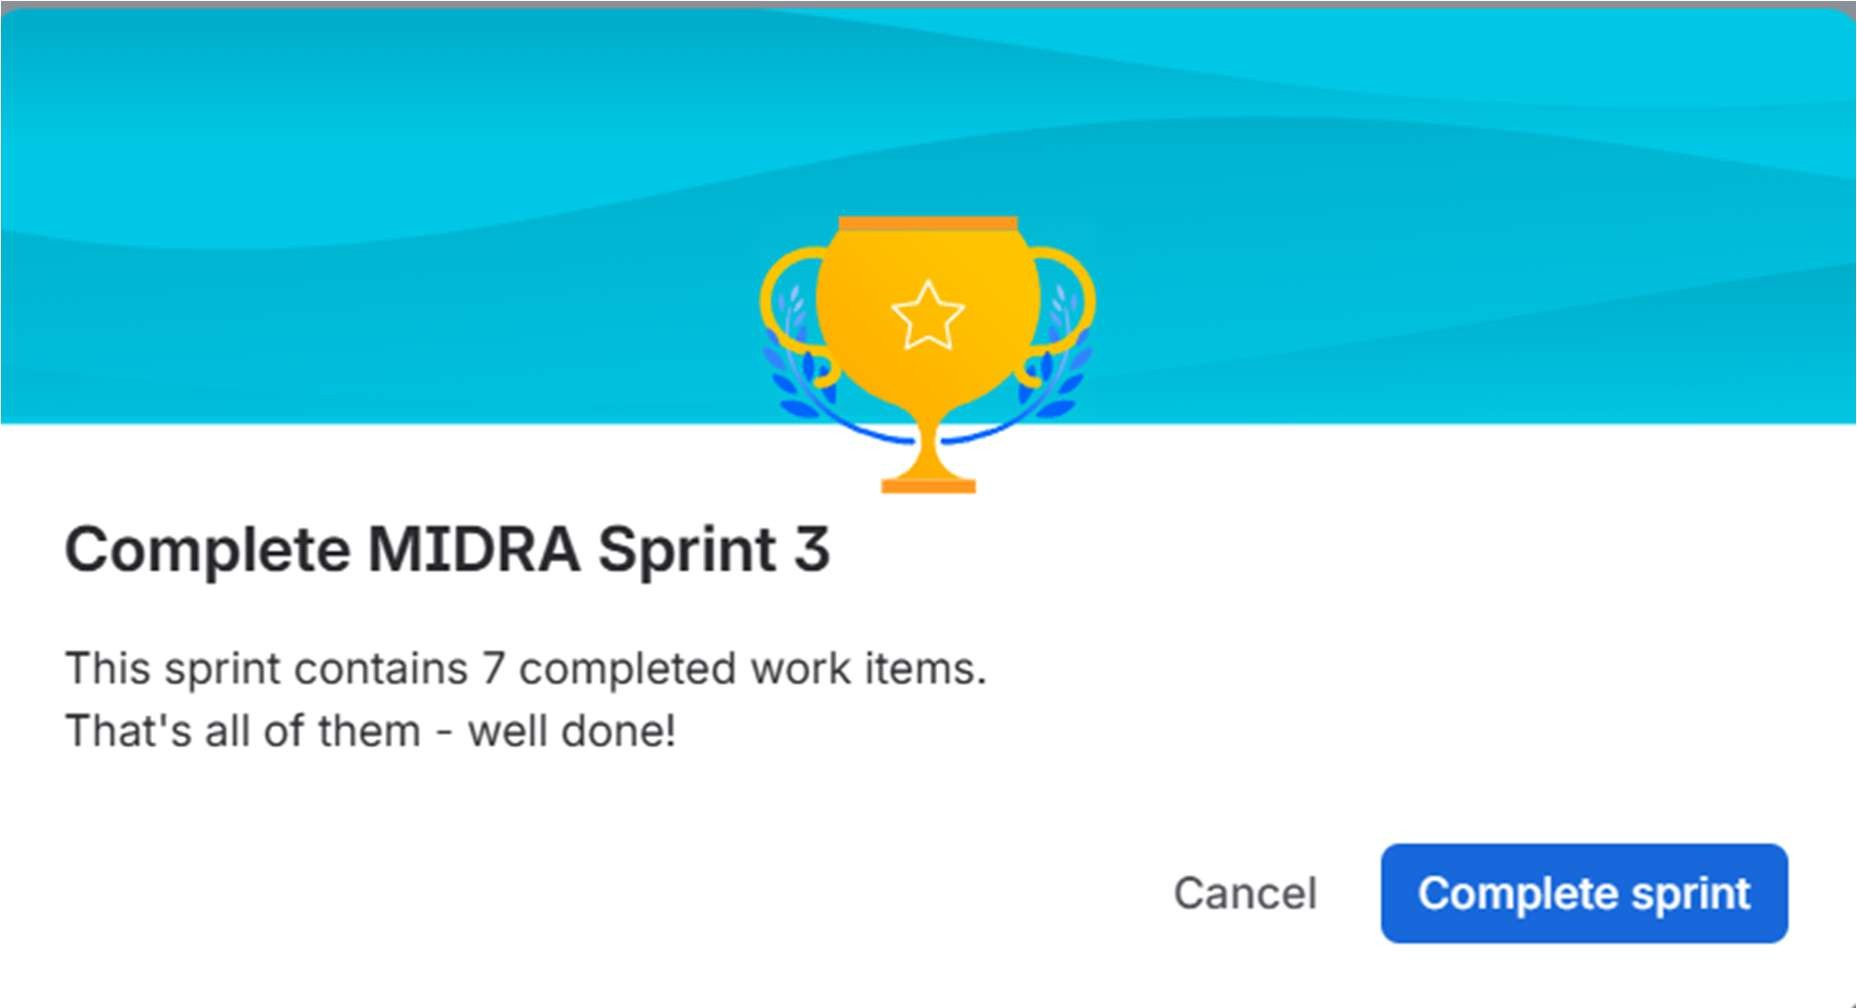 Complete MIDRA Sprint 3
This sprint contains 7 completed work items.
That's all of them - well done!
Cancel
Complete sprint